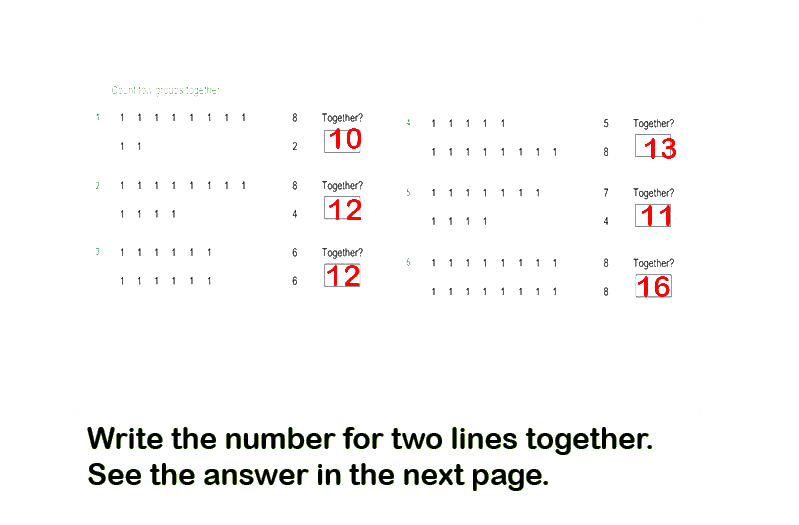 Count tow groups together
1 1 1 1 1 1 1 1 1 8 Together?
1 1 2 10
2 1 1 1 1 1 1 1 1 8 Together?
1 1 1 1 4 12
3 1 1 1 1 1 1 6 Together?
1 1 1 1 1 1 6 12
4 1 1 1 1 1 5 Together?
1 1 1 1 1 1 1 1 8 13
5 1 1 1 1 1 1 1 7 Together?
1 1 1 1 4 11
6 1 1 1 1 1 1 1 1 8 Together?
1 1 1 1 1 1 1 1 8 16
Write the number for two lines together.
See the answer in the next page.